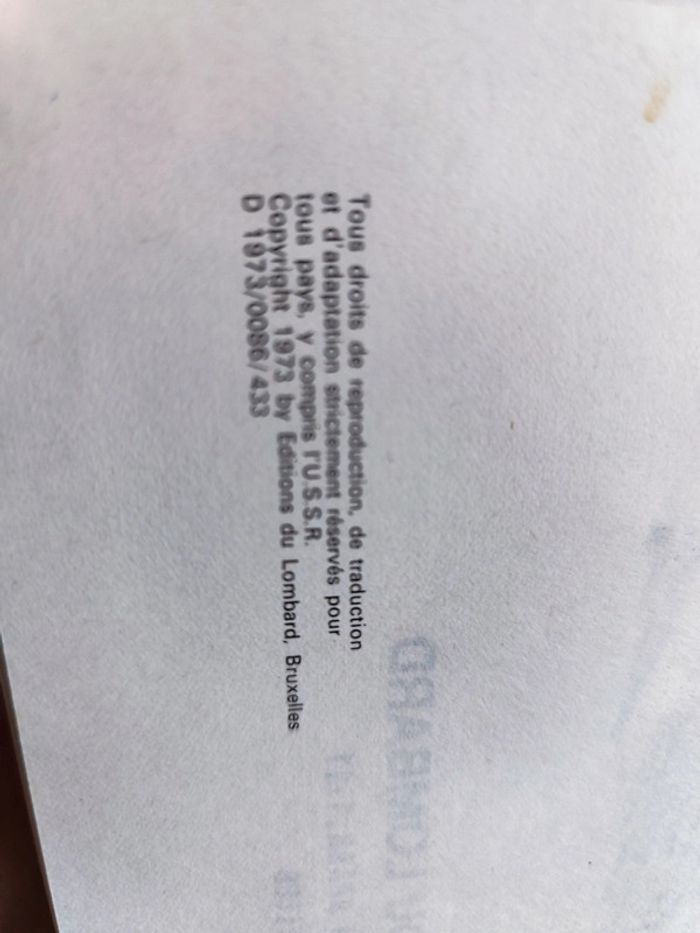 Tous droits de reproduction, de traduction
et d'adaptation strictement réservés pour
tous pays, y compris l'U.S.S.R.
Copyright 1973 by Editions du Lombard, Bruxelles
D 1973/0086/433
LOMBARD